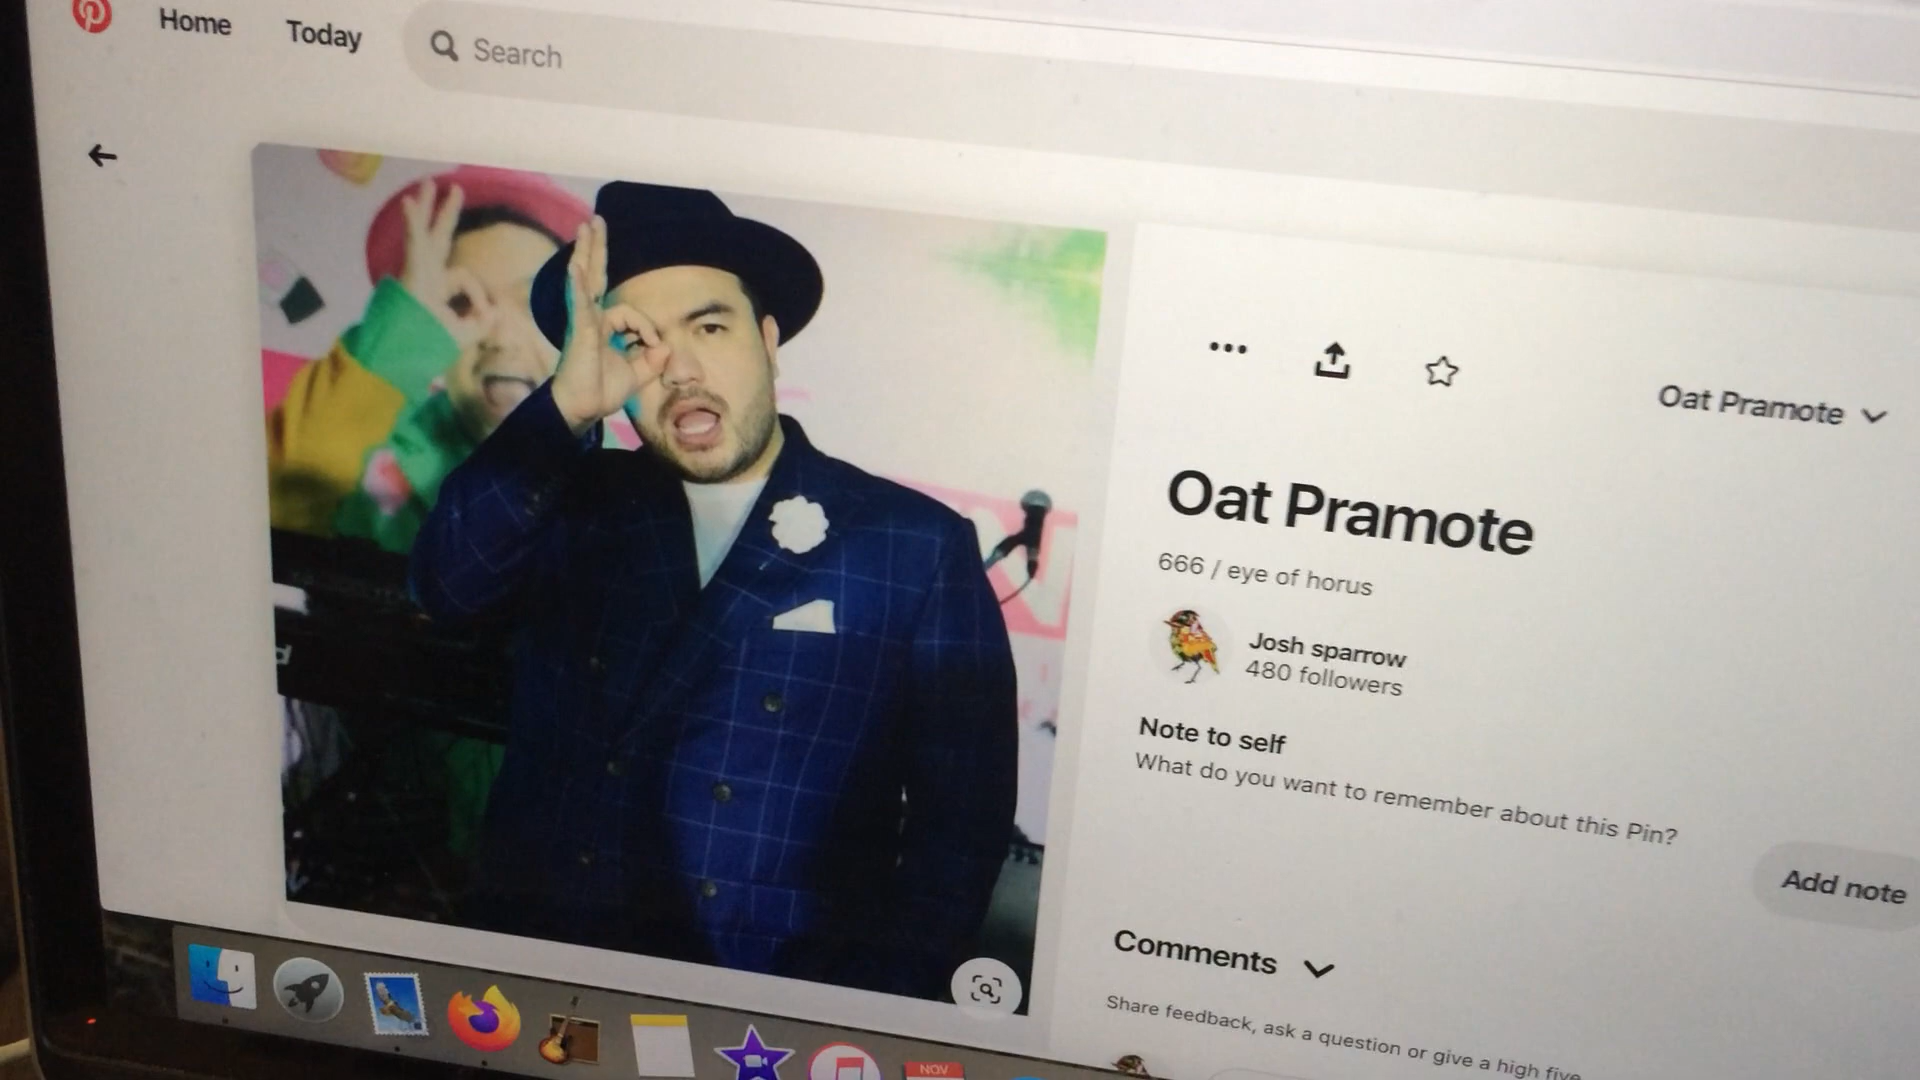 Home
Today
Search
Oat Pramote
Oat Pramote
666 / eye of horus
Josh sparrow
480 followers
Note to self
What do you want to remember about this Pin?
Add note
Comments
Share feedback, ask a question or give a high five
NOV